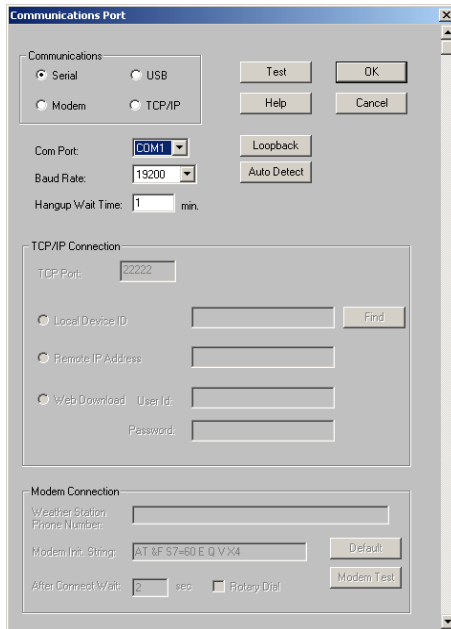 Communications Port
Communications
Serial
USB
Modem
TCP/IP
Test
OK
Help
Cancel
Com Port:
COM1
Loopback
Baud Rate:
19200
Auto Detect
Hangup Wait Time:
1
min.
TCP/IP Connection
TCP Port:
22222
Local Device ID
Find
Remote IP Address
Web Download
User Id:
Password:
Modem Connection
Weather Station
Phone Number:
Modem Init. String:
AT &F S7=60 E Q V X4
Default
After Connect Wait:
2
sec
Rotary Dial
Modem Test